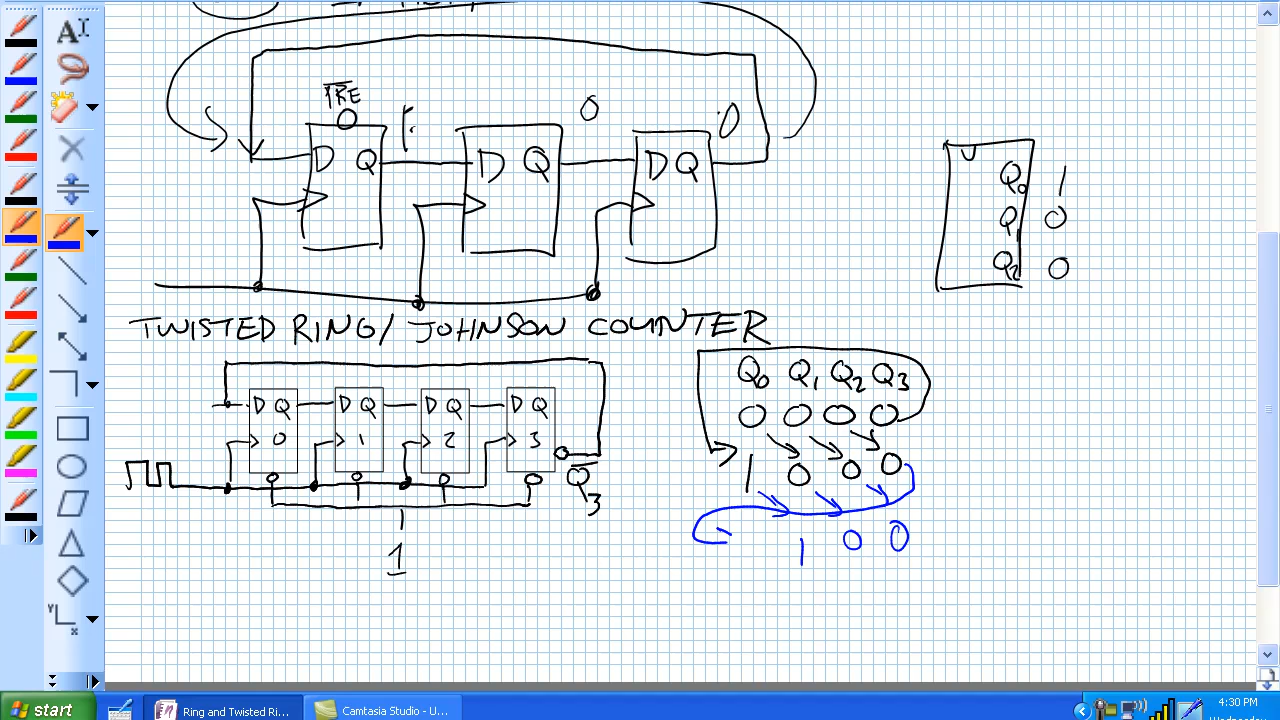 PRE
1 0 0
D Q D Q D Q
Q0 1
Q1 0
Q2 0
TWISTED RING/ JOHNSON COUNTER
D Q D Q D Q D Q
0 1 2 3
Q̅3
1
Q0 Q1 Q2 Q3
0 0 0 0
1 0 0 0
1 0 0
start
Ring and Twisted Ri...
Camtasia Studio - U...
4:30 PM